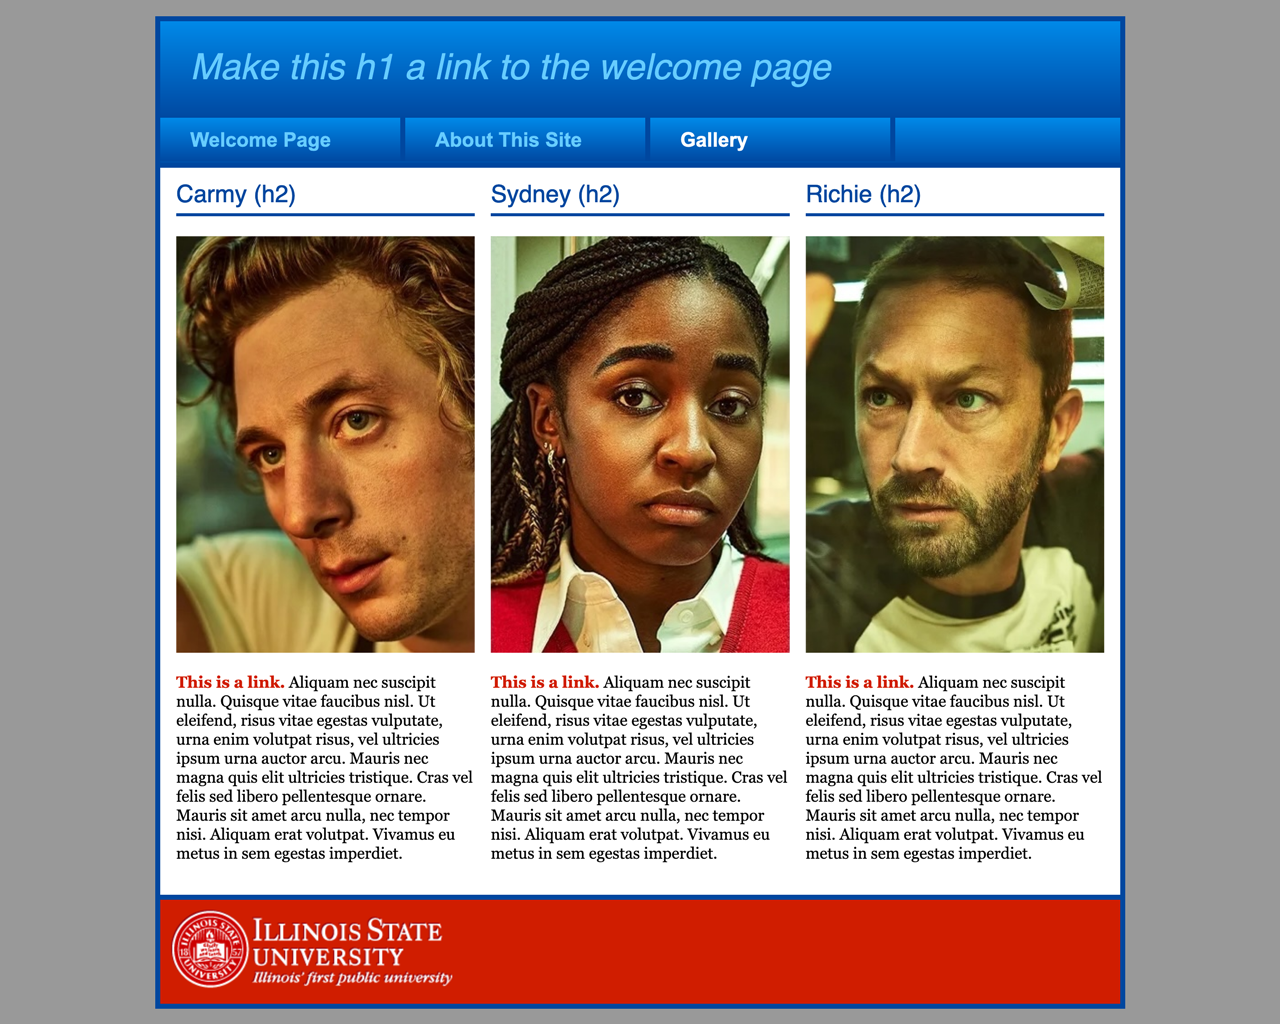 Make this h1 a link to the welcome page
Welcome Page
About This Site
Gallery
Carmy (h2)
Sydney (h2)
Richie (h2)
This is a link. Aliquam nec suscipit
nulla. Quisque vitae faucibus nisl. Ut
eleifend, risus vitae egestas vulputate,
urna enim volutpat risus, vel ultricies
ipsum urna auctor arcu. Mauris nec
magna quis elit ultricies tristique. Cras vel
felis sed libero pellentesque ornare.
Mauris sit amet arcu nulla, nec tempor
nisi. Aliquam erat volutpat. Vivamus eu
metus in sem egestas imperdiet.
This is a link. Aliquam nec suscipit
nulla. Quisque vitae faucibus nisl. Ut
eleifend, risus vitae egestas vulputate,
urna enim volutpat risus, vel ultricies
ipsum urna auctor arcu. Mauris nec
magna quis elit ultricies tristique. Cras vel
felis sed libero pellentesque ornare.
Mauris sit amet arcu nulla, nec tempor
nisi. Aliquam erat volutpat. Vivamus eu
metus in sem egestas imperdiet.
This is a link. Aliquam nec suscipit
nulla. Quisque vitae faucibus nisl. Ut
eleifend, risus vitae egestas vulputate,
urna enim volutpat risus, vel ultricies
ipsum urna auctor arcu. Mauris nec
magna quis elit ultricies tristique. Cras vel
felis sed libero pellentesque ornare.
Mauris sit amet arcu nulla, nec tempor
nisi. Aliquam erat volutpat. Vivamus eu
metus in sem egestas imperdiet.
ILLINOIS STATE
UNIVERSITY
18 57
ILLINOIS STATE
UNIVERSITY
Illinois' first public university